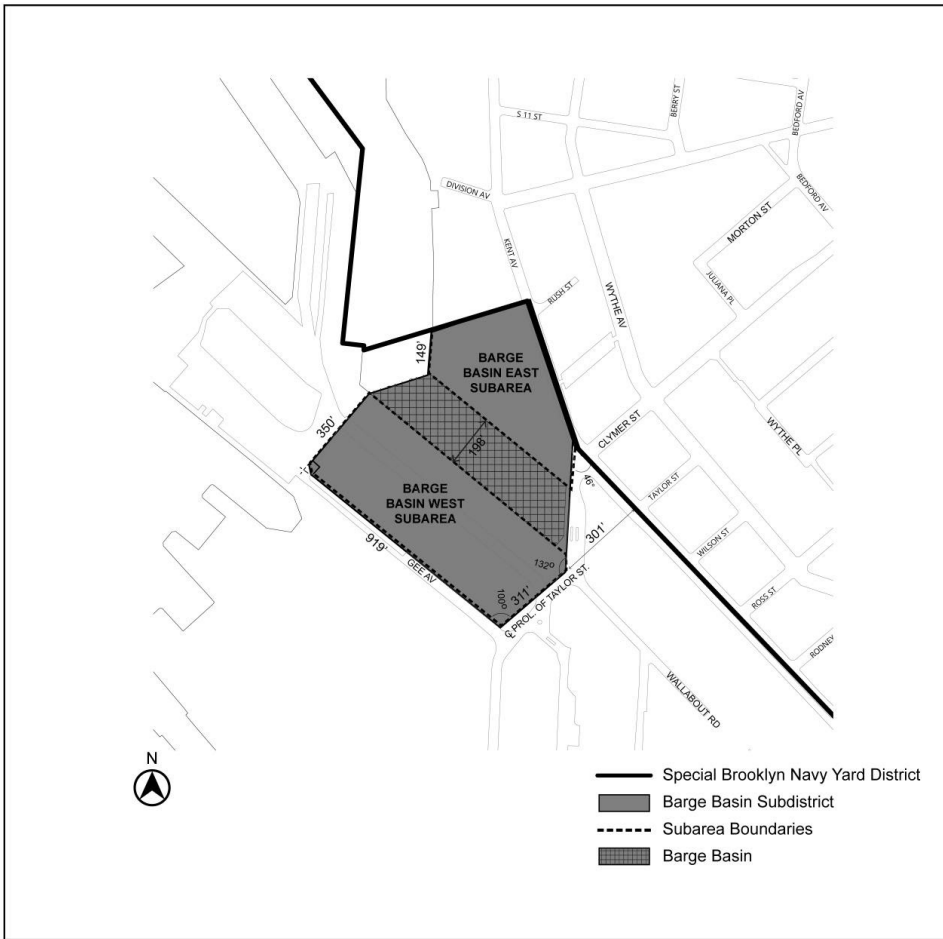 BERRY ST
BEDFORD AV
S 11 ST
DIVISION AV
BEDFORD AV
MORTON ST
KENT AV
JULIANA PL
RUSH ST.
WYTHE AV
149'
BARGE
BASIN EAST
SUBAREA
350'
198'
CLYMER ST
WYTHE PL
46°
TAYLOR ST
BARGE
BASIN WEST
SUBAREA
301'
WILSON ST
919'
GEE AV
132º
ROSS ST
100º
311'
℄ PROL. OF TAYLOR ST.
RODNEY
WALLABOUT RD
N
Special Brooklyn Navy Yard District
Barge Basin Subdistrict
Subarea Boundaries
Barge Basin